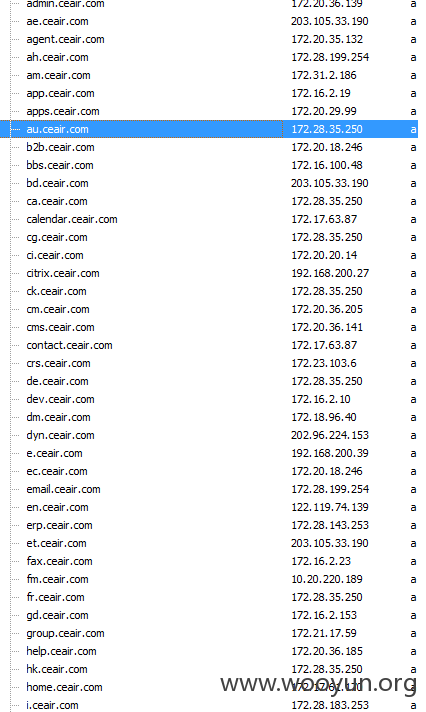 admin.ceair.com 172.20.36.139 a
ae.ceair.com 203.105.33.190 a
agent.ceair.com 172.20.35.132 a
ah.ceair.com 172.28.199.254 a
am.ceair.com 172.31.2.186 a
app.ceair.com 172.16.2.19 a
apps.ceair.com 172.20.29.99 a
au.ceair.com 172.28.35.250 a
b2b.ceair.com 172.20.18.246 a
bbs.ceair.com 172.16.100.48 a
bd.ceair.com 203.105.33.190 a
ca.ceair.com 172.28.35.250 a
calendar.ceair.com 172.17.63.87 a
cg.ceair.com 172.28.35.250 a
ci.ceair.com 172.20.20.14 a
citrix.ceair.com 192.168.200.27 a
ck.ceair.com 172.28.35.250 a
cm.ceair.com 172.20.36.205 a
cms.ceair.com 172.20.36.141 a
contact.ceair.com 172.17.63.87 a
crs.ceair.com 172.23.103.6 a
de.ceair.com 172.28.35.250 a
dev.ceair.com 172.16.2.10 a
dm.ceair.com 172.18.96.40 a
dyn.ceair.com 202.96.224.153 a
e.ceair.com 192.168.200.39 a
ec.ceair.com 172.20.18.246 a
email.ceair.com 172.28.199.254 a
en.ceair.com 122.119.74.139 a
erp.ceair.com 172.28.143.253 a
et.ceair.com 203.105.33.190 a
fax.ceair.com 172.16.2.23 a
fm.ceair.com 10.20.220.189 a
fr.ceair.com 172.28.35.250 a
gd.ceair.com 172.16.2.153 a
group.ceair.com 172.21.17.59 a
help.ceair.com 172.20.36.185 a
hk.ceair.com 172.28.35.250 a
home.ceair.com a
www.wooyun.org
i.ceair.com 172.28.183.253 a